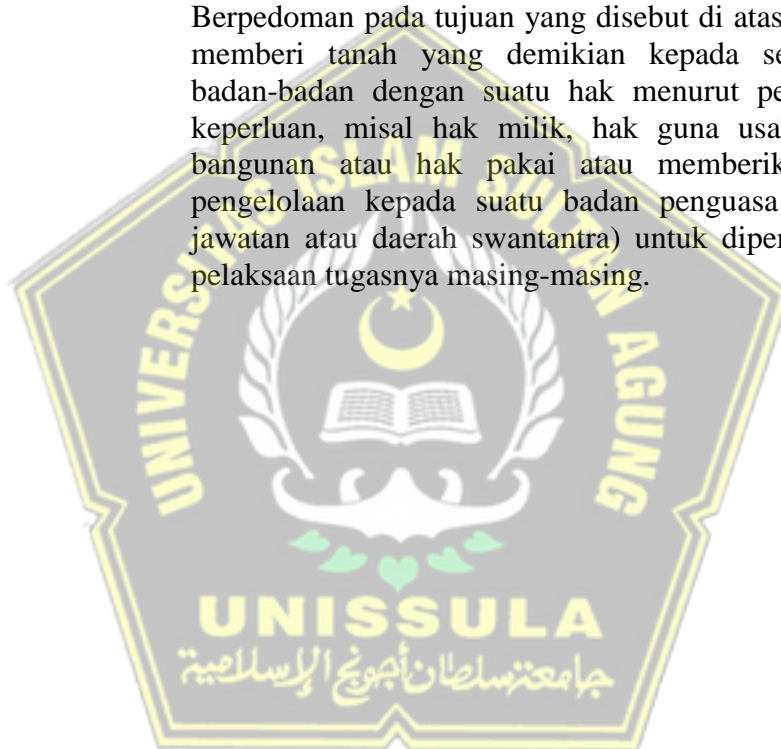 Berpedoman pada tujuan yang disebut di atas
memberi tanah yang demikian kepada se
badan-badan dengan suatu hak menurut pe
keperluan, misal hak milik, hak guna usa
bangunan atau hak pakai atau memberik
pengelolaan kepada suatu badan penguasa
jawatan atau daerah swantantra) untuk diper
pelaksaan tugasnya masing-masing.
UNIVERSITAS ISLAM SULTAN AGUNG
UNISSULA
جامعة سلطان أجونج الإسلامية